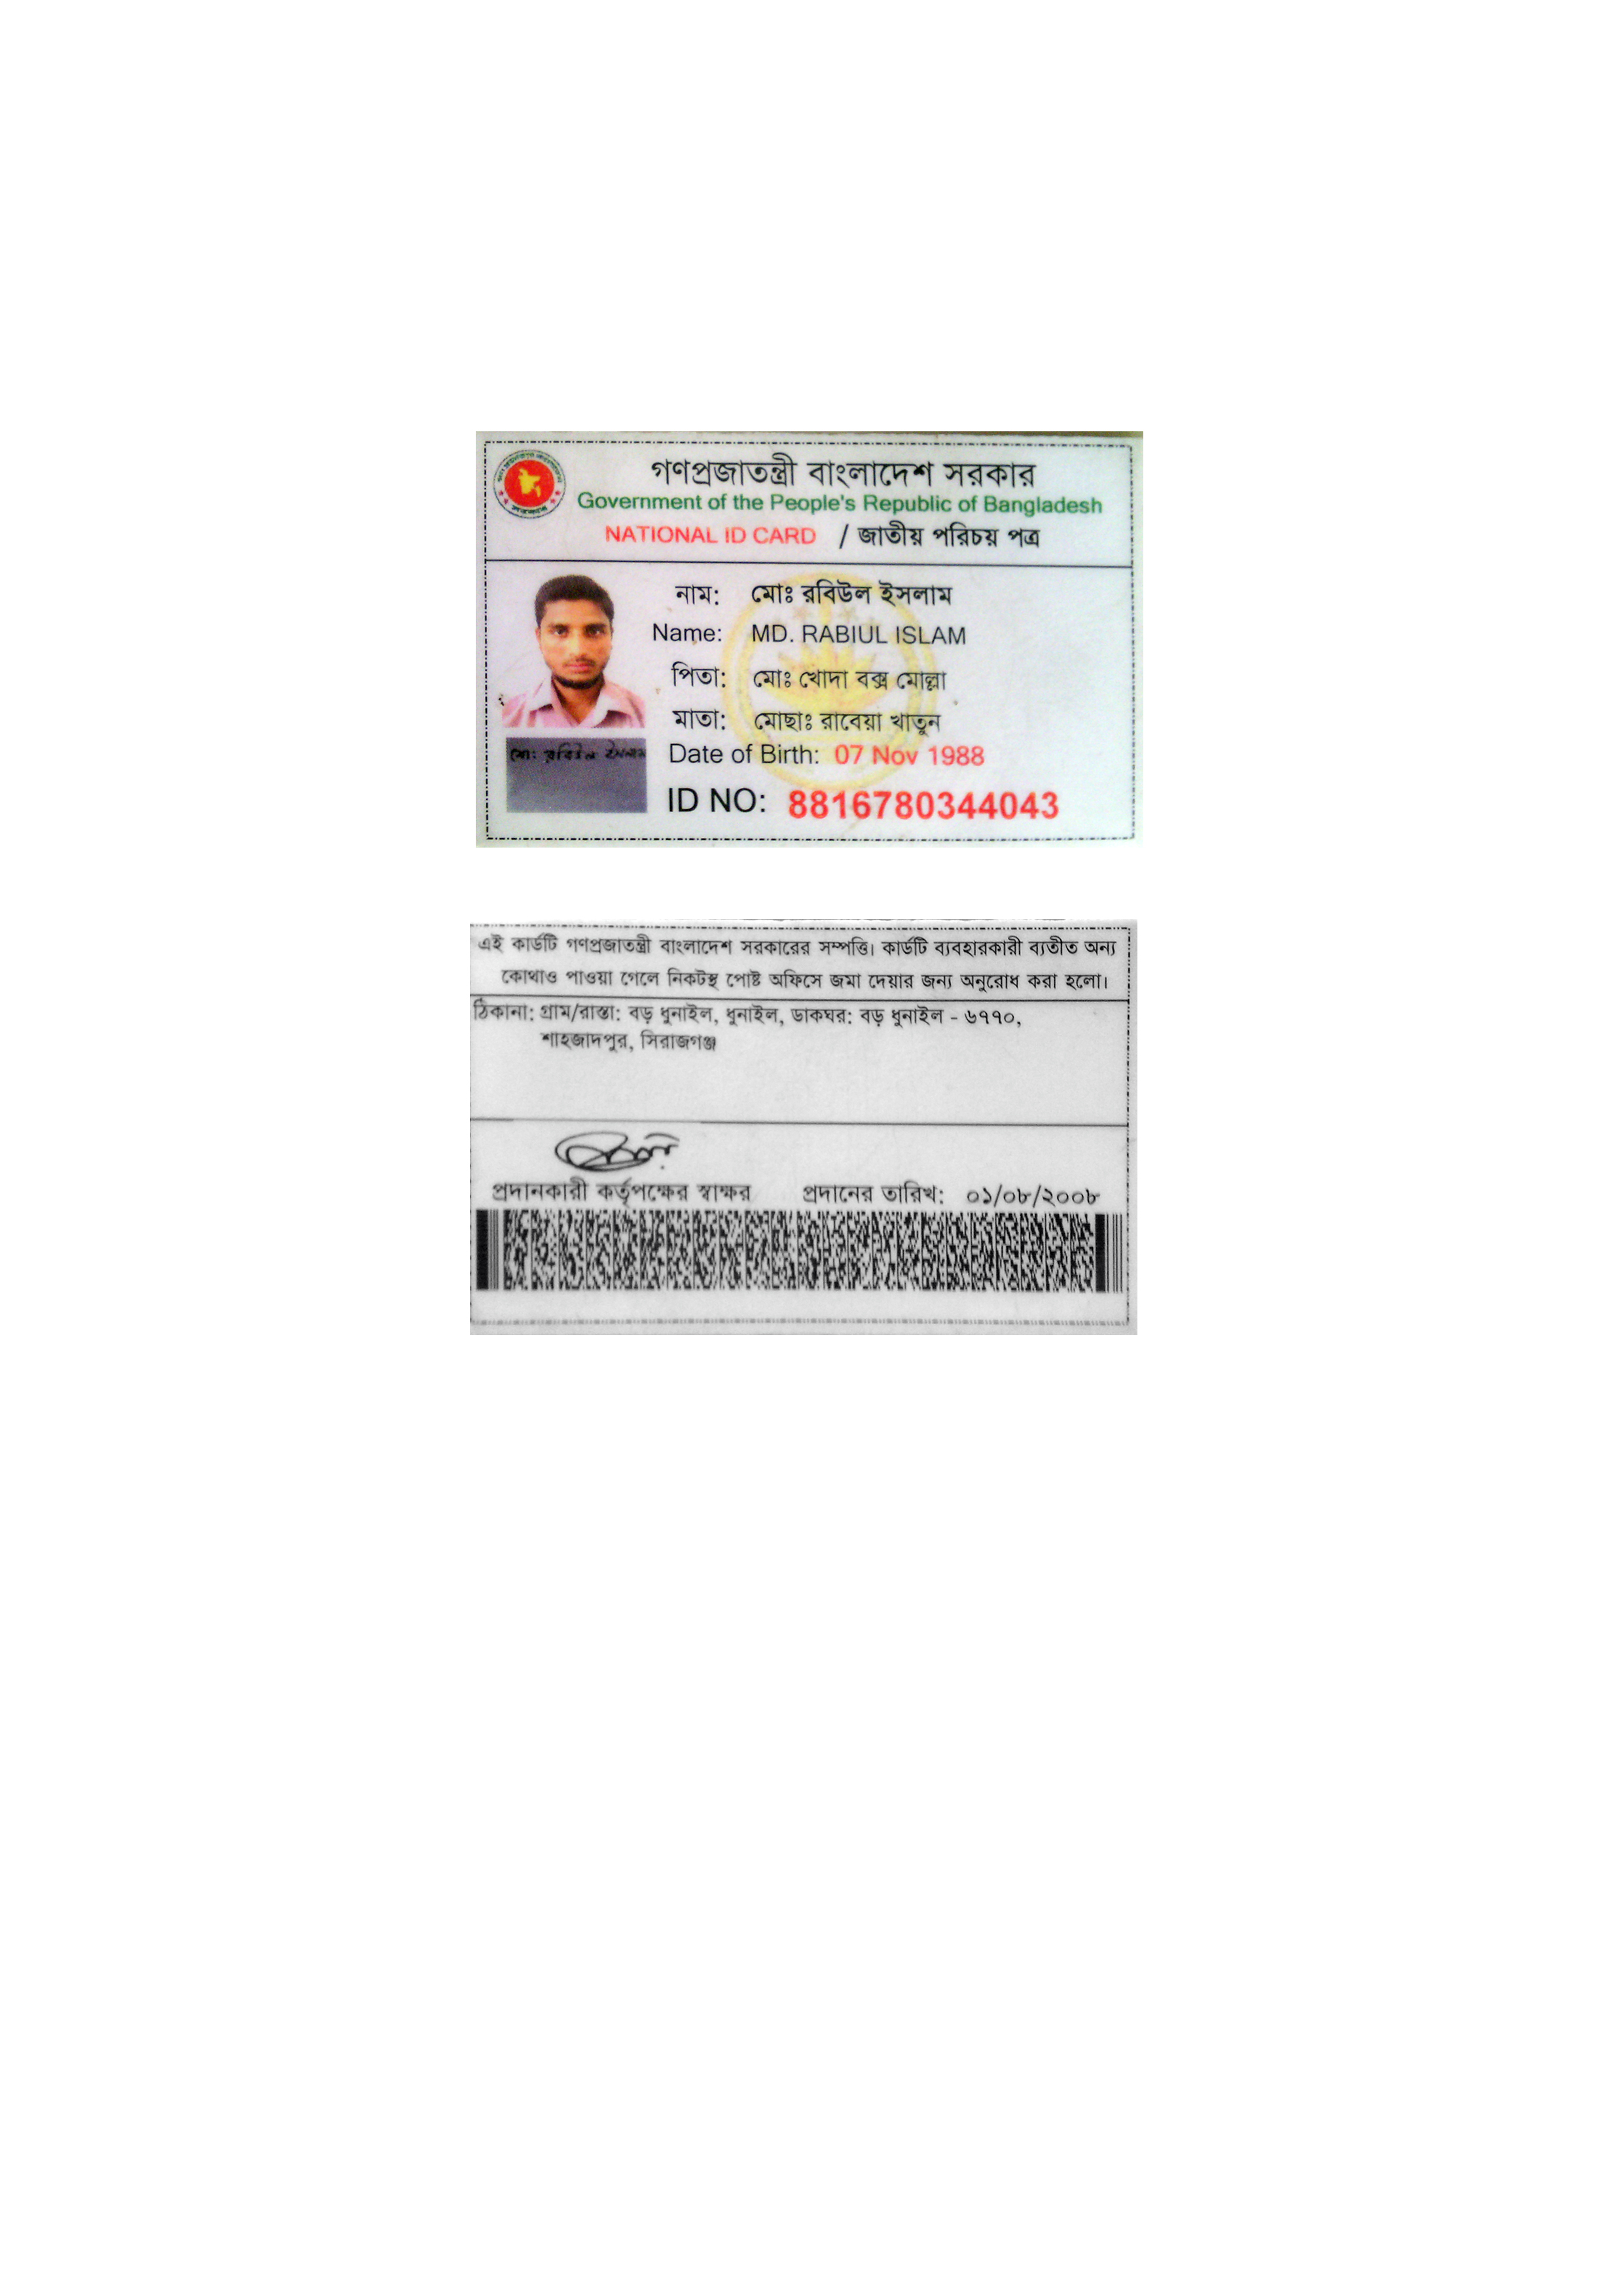 গণপ্রজাতন্ত্রী বাংলাদেশ সরকার
Government of the People's Republic of Bangladesh
NATIONAL ID CARD / জাতীয় পরিচয় পত্র
নাম: মোঃ রবিউল ইসলাম
Name: MD. RABIUL ISLAM
পিতা: মোঃ খোদা বক্স মোল্লা
মাতা: মোছাঃ রাবেয়া খাতুন
মো: রবিউল ইসলাম
Date of Birth: 07 Nov 1988
ID NO: 8816780344043
এই কার্ডটি গণপ্রজাতন্ত্রী বাংলাদেশ সরকারের সম্পত্তি। কার্ডটি ব্যবহারকারী ব্যতীত অন্য
কোথাও পাওয়া গেলে নিকটস্থ পোষ্ট অফিসে জমা দেয়ার জন্য অনুরোধ করা হলো।
ঠিকানা: গ্রাম/রাস্তা: বড় ধুনাইল, ধুনাইল, ডাকঘর: বড় ধুনাইল - ৬৭৭০,
শাহজাদপুর, সিরাজগঞ্জ
প্রদানকারী কর্তৃপক্ষের স্বাক্ষর প্রদানের তারিখ: ০১/০৮/২০০৮